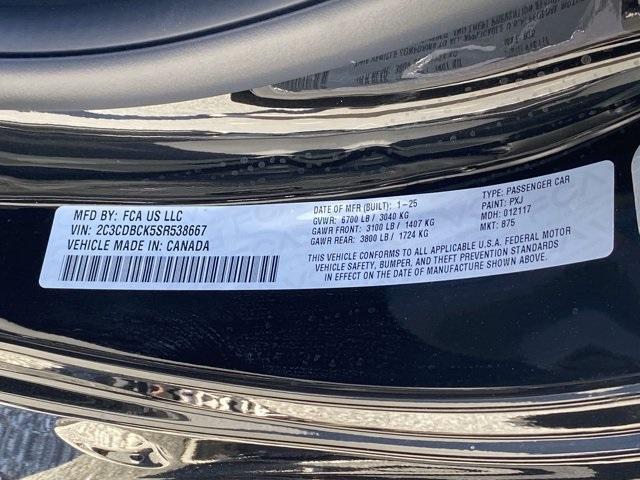 MFD BY: FCA US LLC
VIN: 2C3CDBCK5SR538667
VEHICLE MADE IN CANADA
DATE OF MFR (BUILT): 1-25
GVWR: 6700 LB / 3040 KG
GAWR FRONT: 3100 LB / 1407 KG
GAWR REAR: 3800 LB / 1724 KG
TYPE: PASSENGER CAR
PAINT: PXJ
MDH: 012117
MKT: B75
THIS VEHICLE CONFORMS TO ALL APPLICABLE U.S.A. FEDERAL MOTOR
VEHICLE SAFETY, BUMPER, AND THEFT PREVENTION STANDARDS
IN EFFECT ON THE DATE OF MANUFACTURE SHOWN ABOVE.